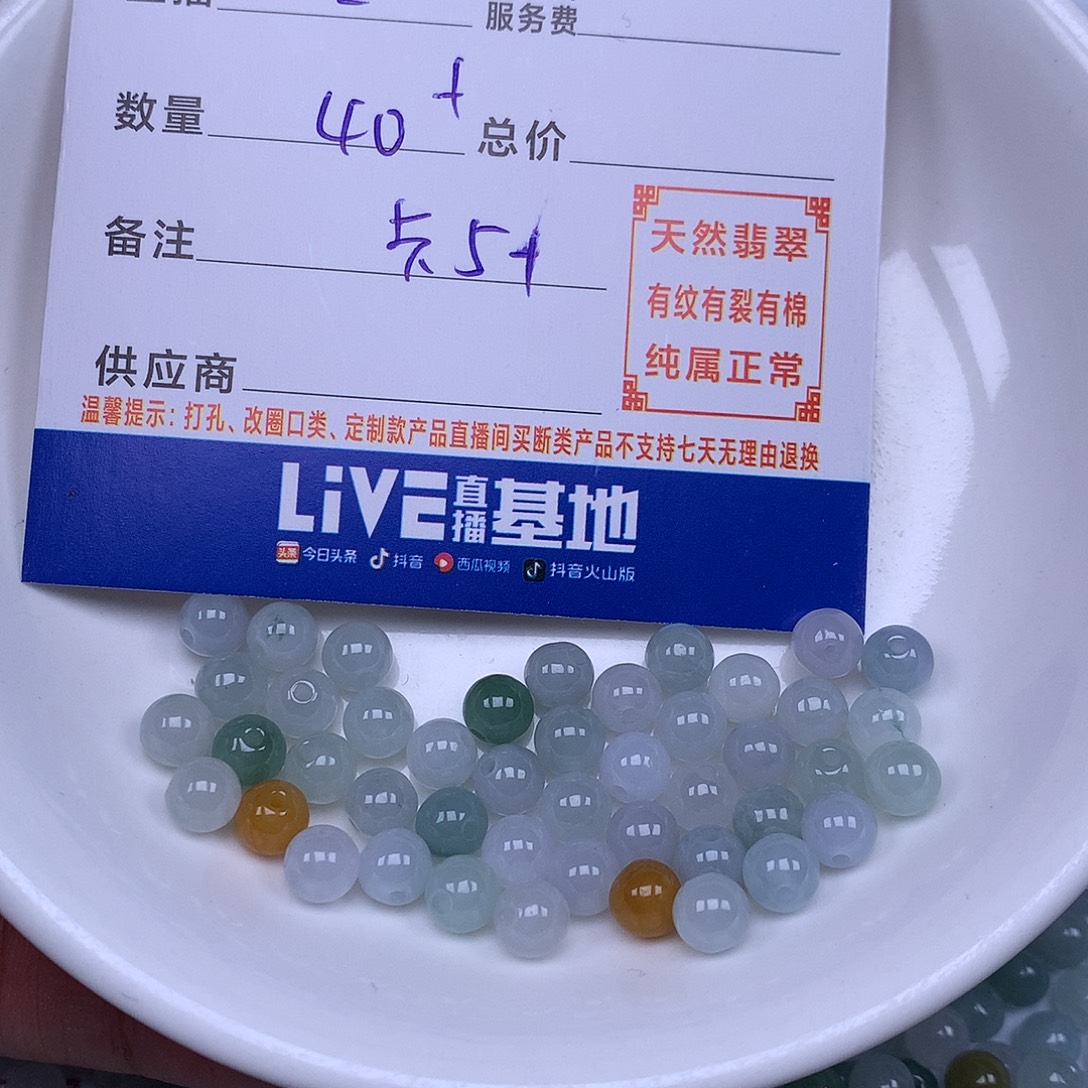 服务费
数量 40+ 总价
备注 5+
天然翡翠
有纹有裂有棉
纯属正常
供应商
温馨提示：打孔、改圈口类、定制款产品直播间买断类产品不支持七天无理由退换
LiVE直播基地
头条 今日头条 抖音 西瓜视频 抖音火山版